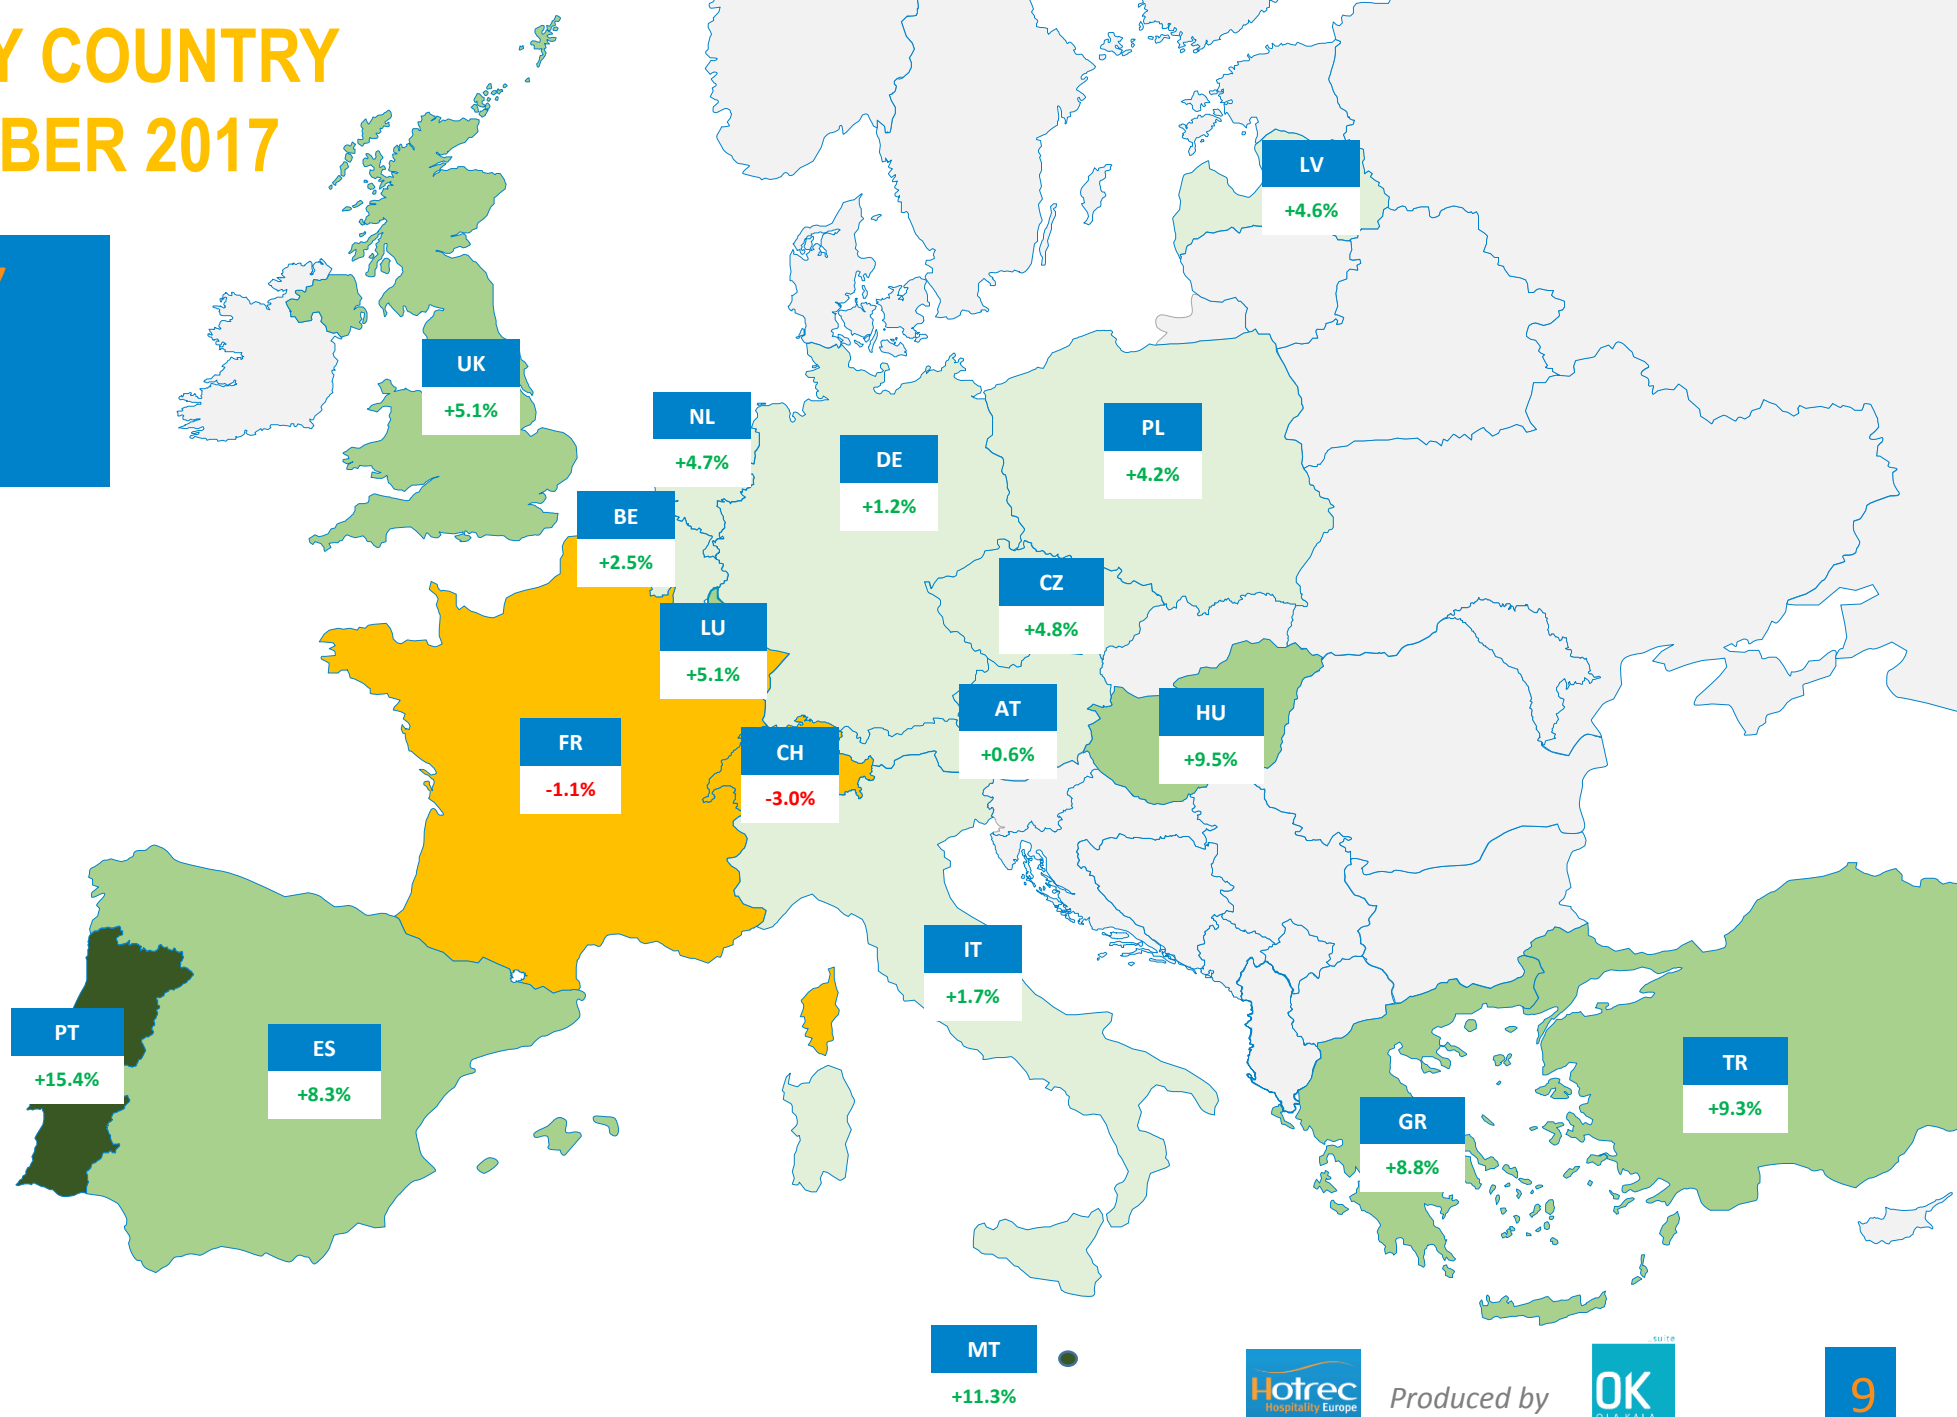 Y COUNTRY
BER 2017
LV
+4.6%
UK
+5.1%
NL
+4.7%
PL
+4.2%
DE
+1.2%
BE
+2.5%
CZ
+4.8%
LU
+5.1%
AT
+0.6%
HU
+9.5%
FR
-1.1%
CH
-3.0%
IT
+1.7%
PT
+15.4%
ES
+8.3%
TR
+9.3%
GR
+8.8%
MT
+11.3%
Hotrec
Hospitality Europe
Produced by
suite
OK
9